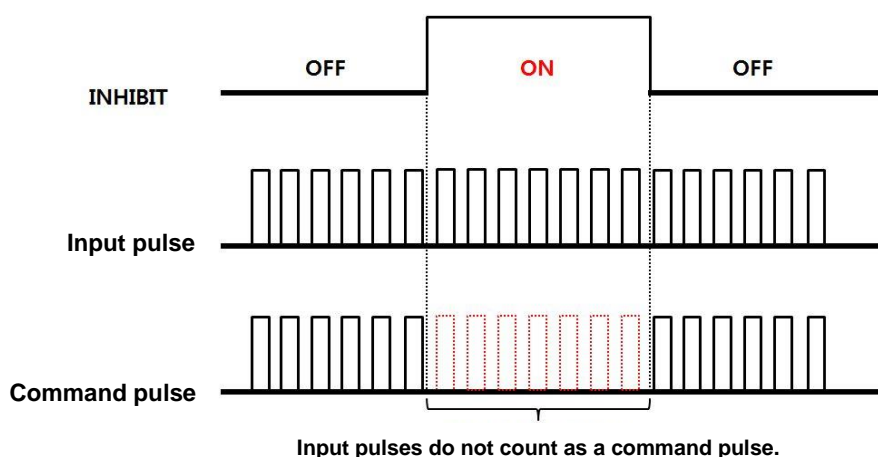 OFF ON OFF
INHIBIT
Input pulse
Command pulse
Input pulses do not count as a command pulse.